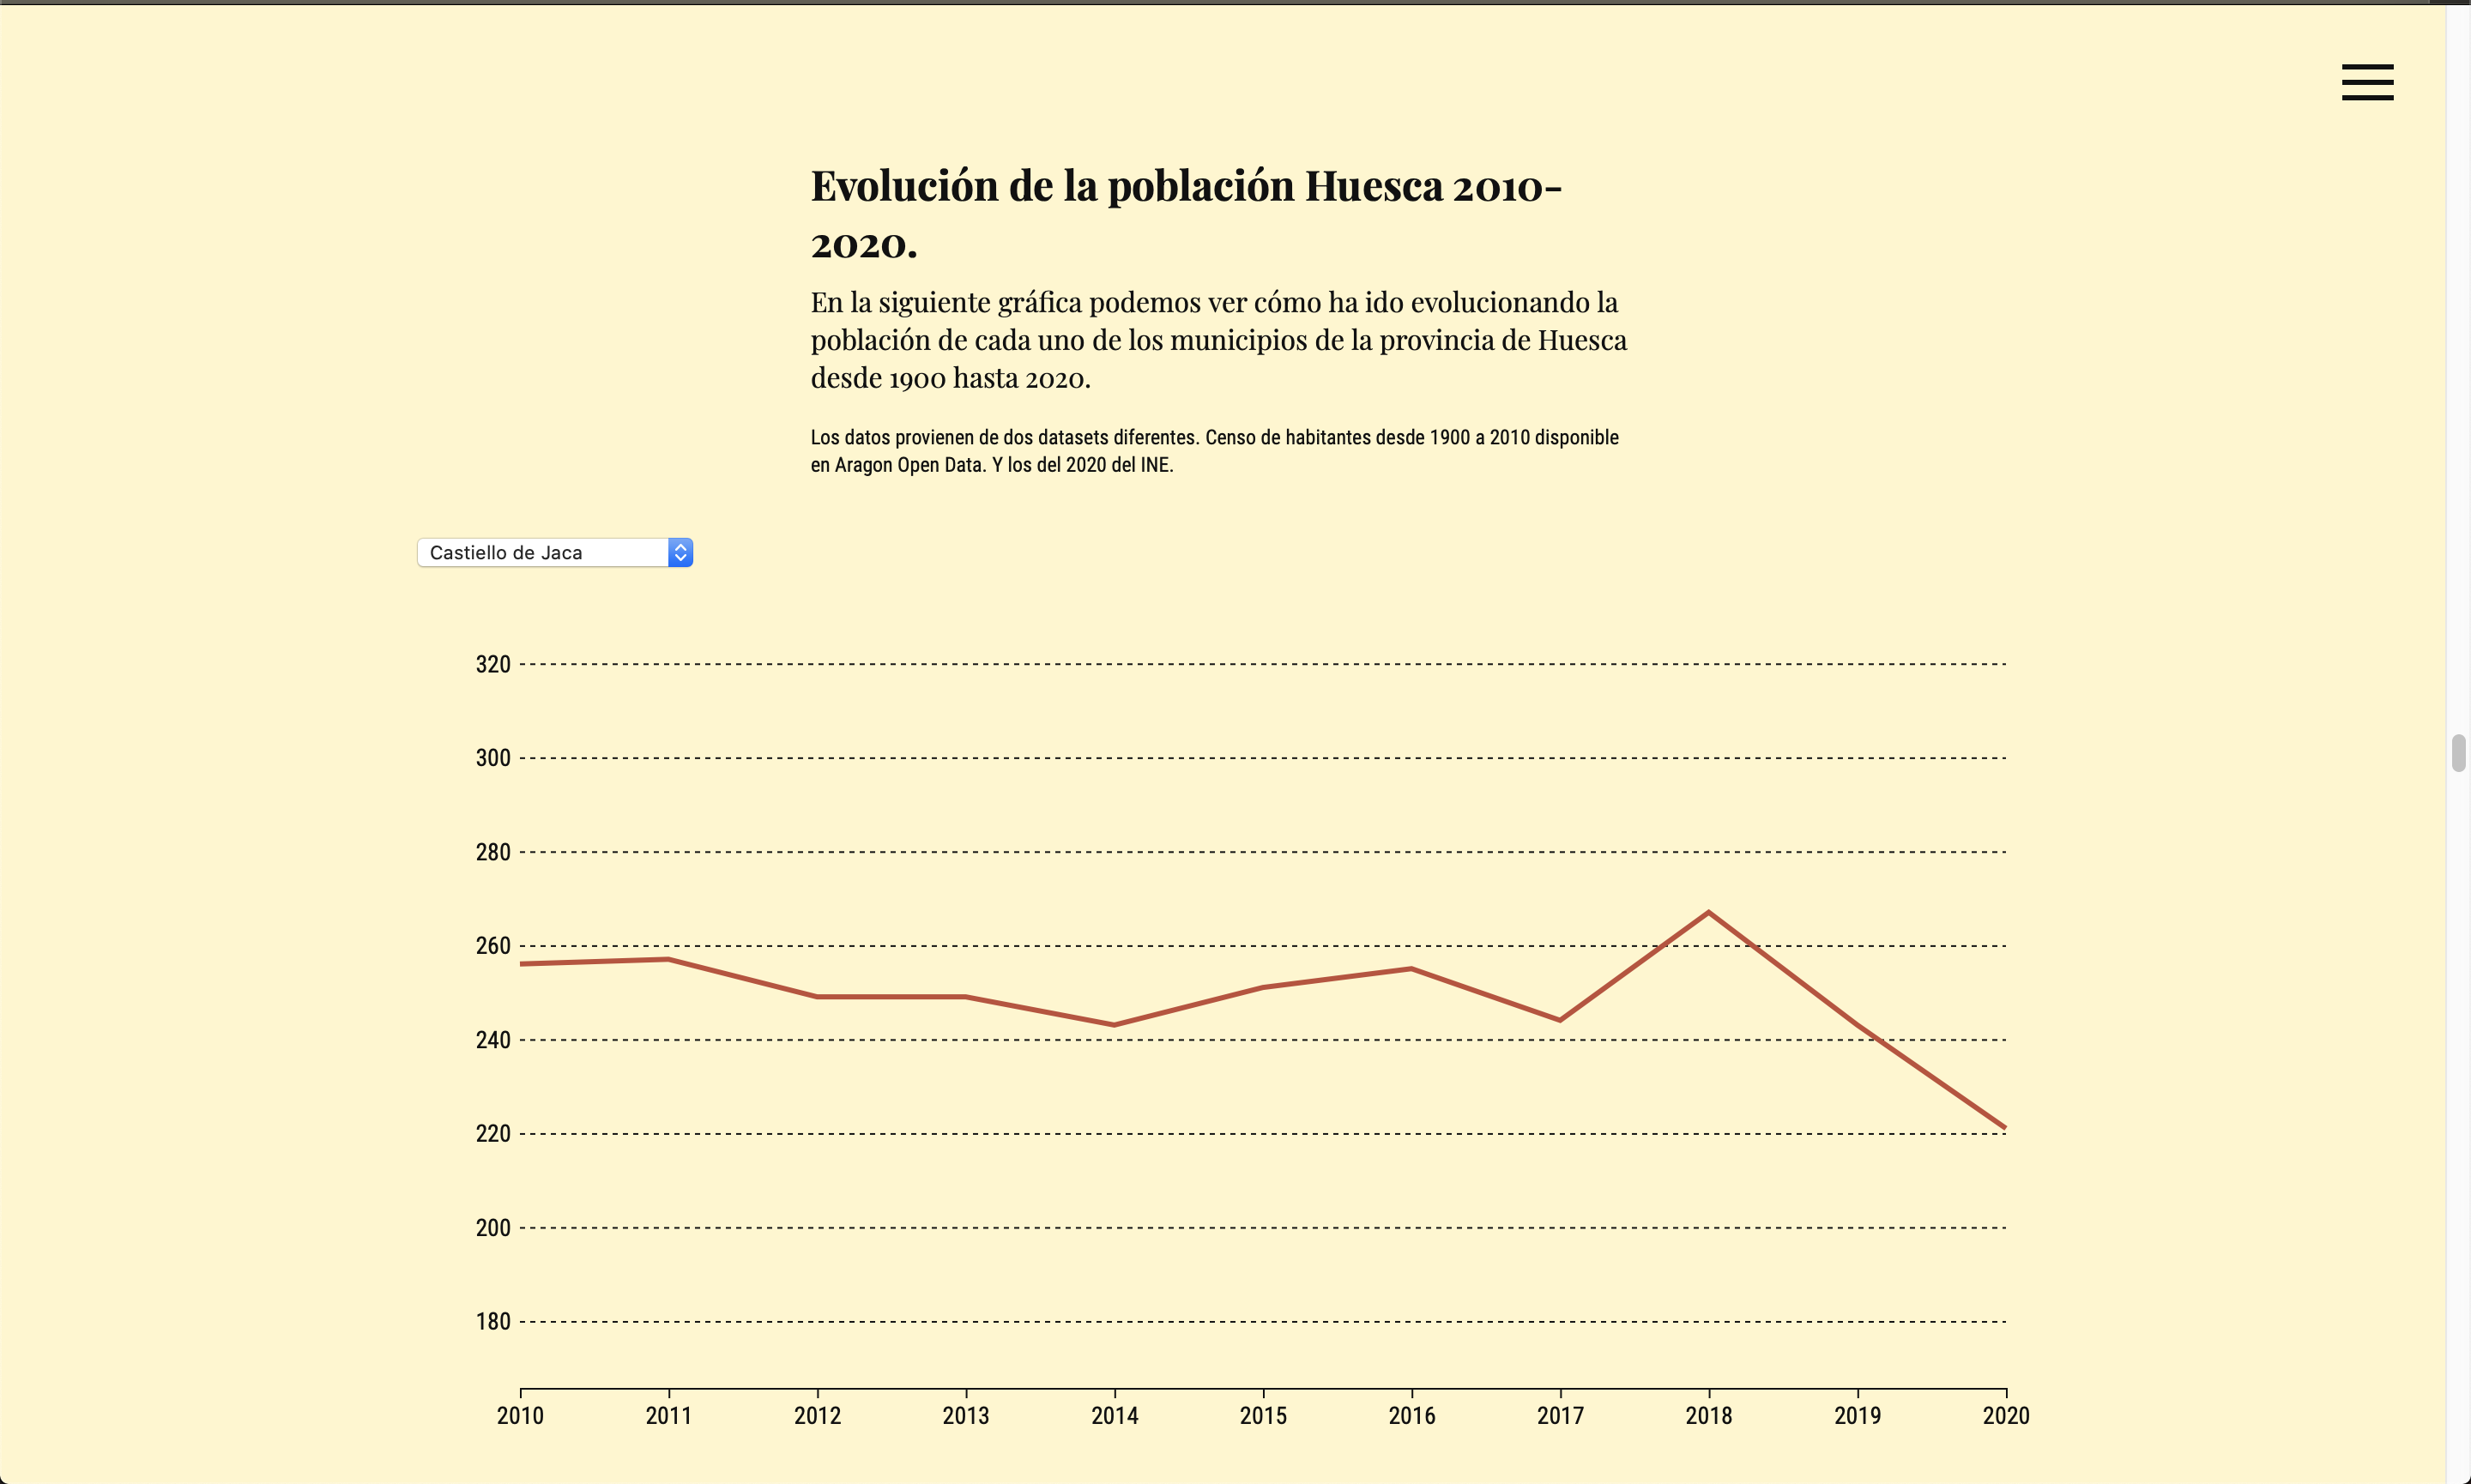 Evolución de la población Huesca 2010-
2020.
En la siguiente gráfica podemos ver cómo ha ido evolucionando la
población de cada uno de los municipios de la provincia de Huesca
desde 1900 hasta 2020.
Los datos provienen de dos datasets diferentes. Censo de habitantes desde 1900 a 2010 disponible
en Aragon Open Data. Y los del 2020 del INE.
Castiello de Jaca
320
300
280
260
240
220
200
180
2010 2011 2012 2013 2014 2015 2016 2017 2018 2019 2020